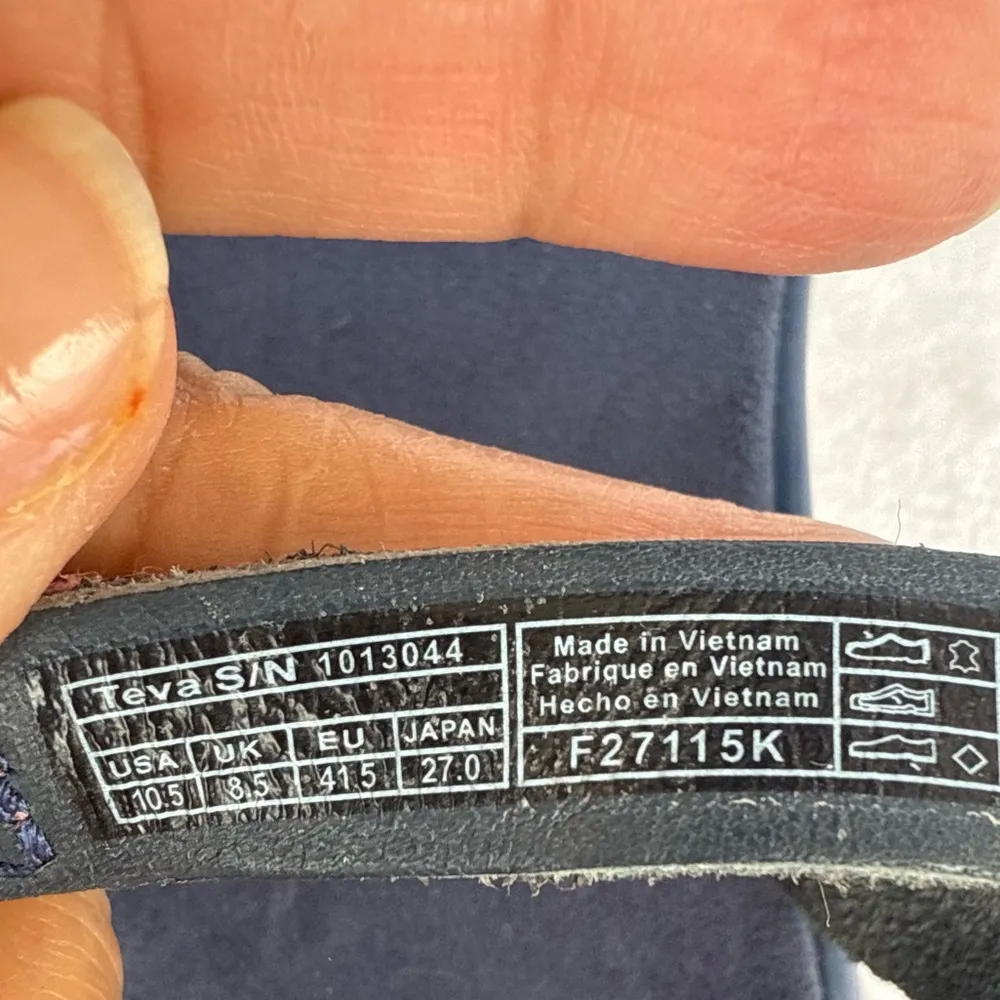 Teva S/N 1013044
USA UK EU JAPAN
10.5 8.5 41.5 27.0
Made in Vietnam
Fabrique en Vietnam
Hecho en Vietnam
F27115K